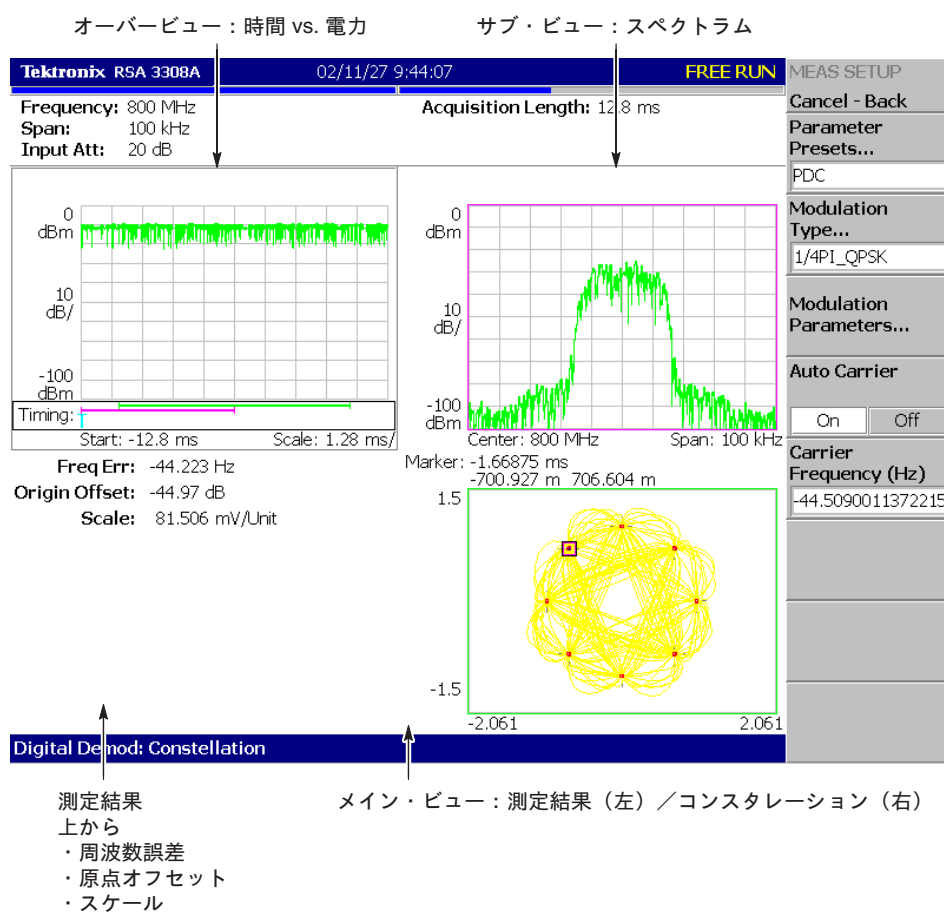 オーバービュー：時間 vs. 電力
サブ・ビュー：スペクトラム
Tektronix RSA 3308A 02/11/27 9:44:07 FREE RUN
Frequency: 800 MHz
Span: 100 kHz
Input Att: 20 dB
Acquisition Length: 12.8 ms
0
dBm
10
dB/
-100
dBm
Timing:
T
Start: -12.8 ms Scale: 1.28 ms/
0
dBm
10
dB/
-100
dBm
Center: 800 MHz Span: 100 kHz
Freq Err: -44.223 Hz
Origin Offset: -44.97 dB
Scale: 81.506 mV/Unit
Marker: -1.66875 ms
-700.927 m 706.604 m
1.5
-1.5
-2.061 2.061
Digital Demod: Constellation
MEAS SETUP
Cancel - Back
Parameter
Presets...
PDC
Modulation
Type...
1/4PI_QPSK
Modulation
Parameters...
Auto Carrier
On Off
Carrier
Frequency (Hz)
-44.5090011372215
測定結果
上から
・周波数誤差
・原点オフセット
・スケール
メイン・ビュー：測定結果（左）／コンスタレーション（右）